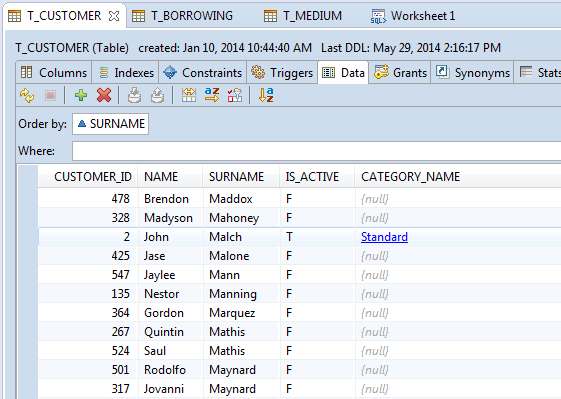 T_CUSTOMER T_BORROWING T_MEDIUM SQL> Worksheet 1
T_CUSTOMER (Table) created: Jan 10, 2014 10:44:40 AM Last DDL: May 29, 2014 2:16:17 PM
Columns Indexes Constraints Triggers Data Grants Synonyms Stats
Order by: SURNAME
Where:
CUSTOMER_ID NAME SURNAME IS_ACTIVE CATEGORY_NAME
478 Brendon Maddox F {null}
328 Madyson Mahoney F {null}
2 John Malch T Standard
425 Jase Malone F {null}
547 Jaylee Mann F {null}
135 Nestor Manning F {null}
364 Gordon Marquez F {null}
267 Quintin Mathis F {null}
524 Saul Mathis F {null}
501 Rodolfo Maynard F {null}
317 Jovanni Maynard F {null}